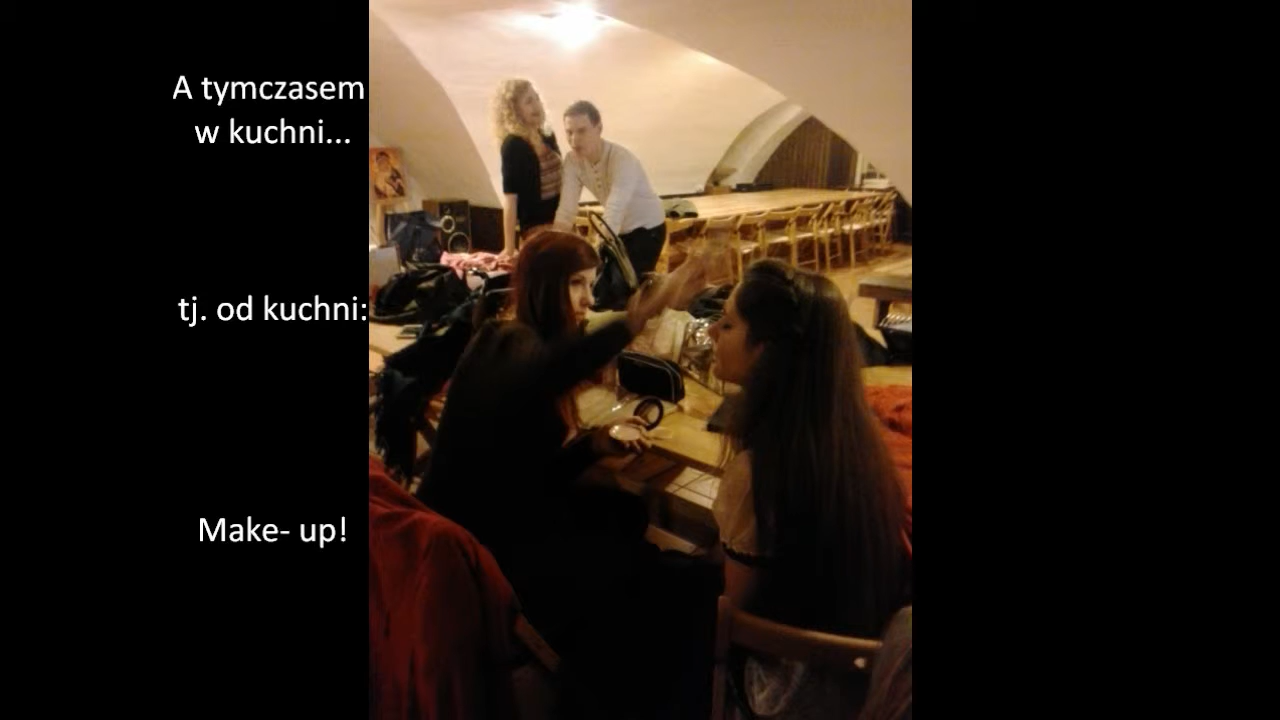 A tymczasem
w kuchni...
tj. od kuchni:
Make- up!